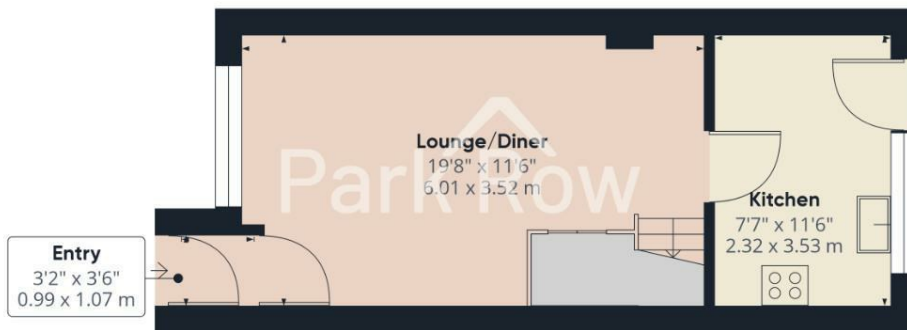 Lounge/Diner
19'8" x 11'6"
6.01 x 3.52 m
Park Row
Kitchen
7'7" x 11'6"
2.32 x 3.53 m
Entry
3'2" x 3'6"
0.99 x 1.07 m